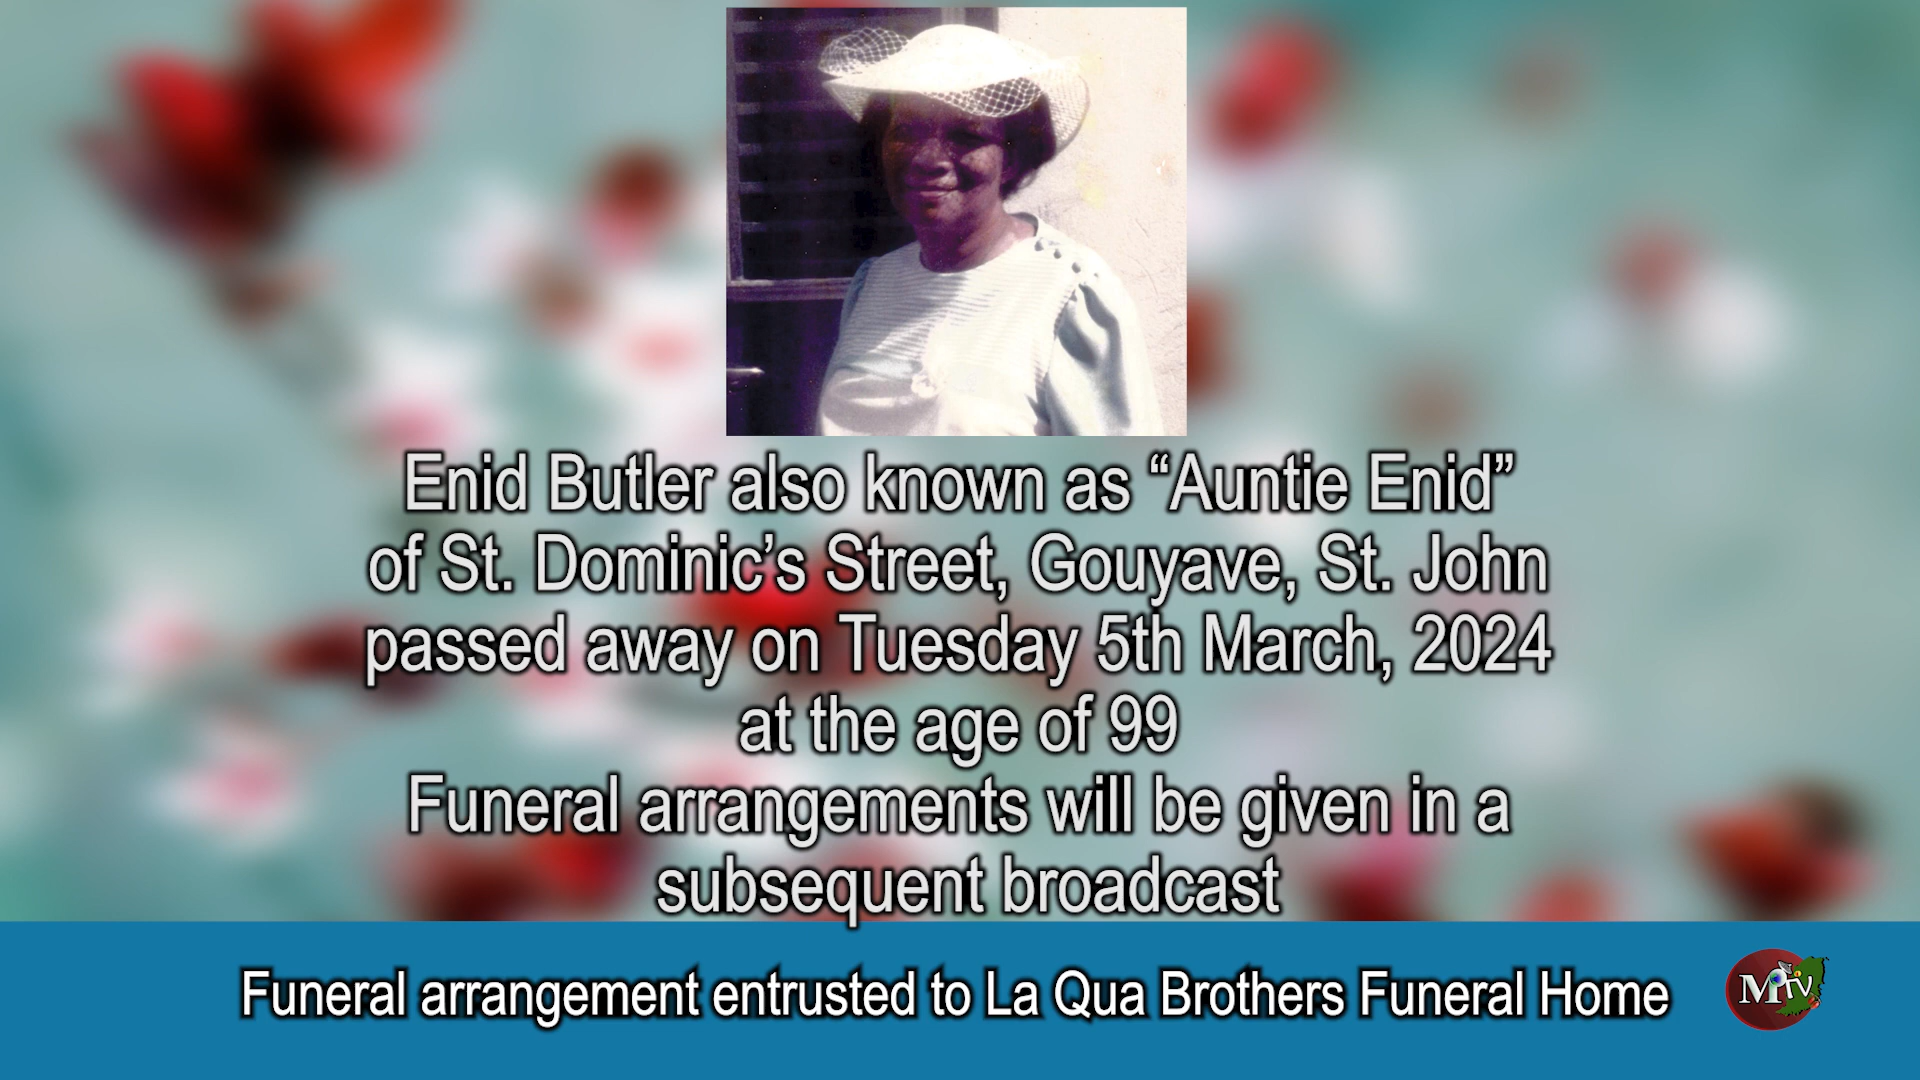 Enid Butler also known as “Auntie Enid”
of St. Dominic’s Street, Gouyave, St. John
passed away on Tuesday 5th March, 2024
at the age of 99
Funeral arrangements will be given in a
subsequent broadcast
Funeral arrangement entrusted to La Qua Brothers Funeral Home
MTV